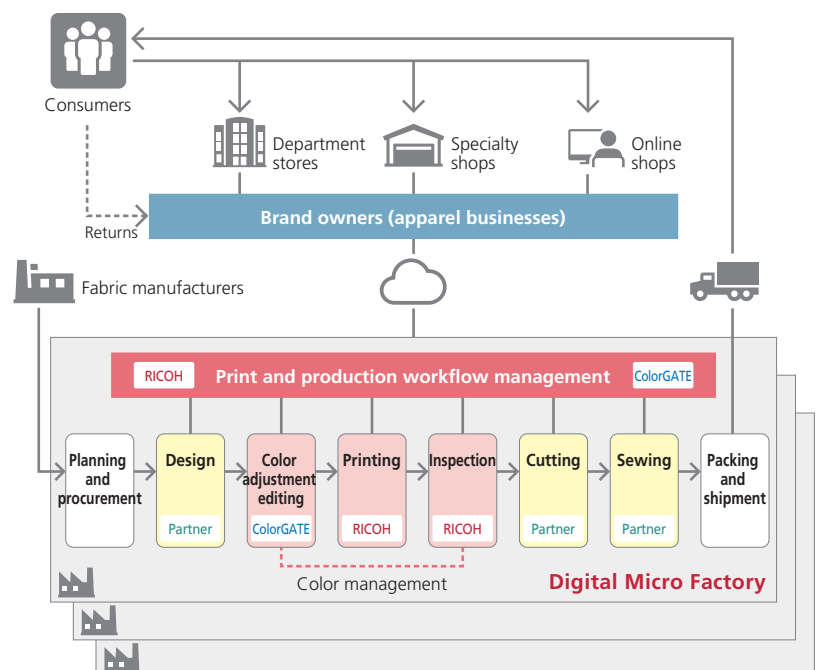 Consumers
Department
stores
Specialty
shops
Online
shops
Returns
Brand owners (apparel businesses)
Fabric manufacturers
RICOH
Print and production workflow management
ColorGATE
Planning
and
procurement
Design
Partner
Color
adjustment
editing
ColorGATE
Printing
RICOH
Inspection
RICOH
Cutting
Partner
Sewing
Partner
Packing
and
shipment
Color management
Digital Micro Factory